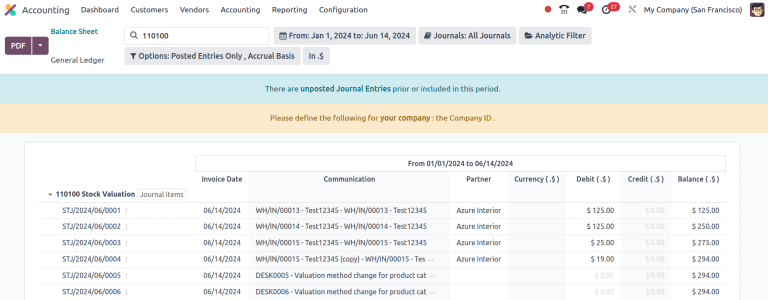 Accounting Dashboard Customers Vendors Accounting Reporting Configuration 7 27 My Company (San Francisco)
PDF Balance Sheet 110100 From: Jan 1, 2024 to: Jun 14, 2024 Journals: All Journals Analytic Filter
General Ledger Options: Posted Entries Only , Accrual Basis In .$
There are unposted Journal Entries prior or included in this period.
Please define the following for your company : the Company ID .
From 01/01/2024 to 06/14/2024
Invoice Date Communication Partner Currency ( .$ ) Debit ( .$ ) Credit ( .$ ) Balance ( .$ )
110100 Stock Valuation Journal Items
STJ/2024/06/0001 06/14/2024 WH/IN/00013 - Test12345 - WH/IN/00013 - Test12345 Azure Interior $ 125.00 $ 0.00 $ 125.00
STJ/2024/06/0002 06/14/2024 WH/IN/00014 - Test12345 - WH/IN/00014 - Test12345 Azure Interior $ 125.00 $ 0.00 $ 250.00
STJ/2024/06/0003 06/14/2024 WH/IN/00015 - Test12345 - WH/IN/00015 - Test12345 Azure Interior $ 25.00 $ 0.00 $ 275.00
STJ/2024/06/0004 06/14/2024 WH/IN/00015 - Test12345 (copy) - WH/IN/00015 - Tes ... Azure Interior $ 19.00 $ 0.00 $ 294.00
STJ/2024/06/0005 06/14/2024 DESK0005 - Valuation method change for product cat ... $ 0.00 $ 0.00 $ 294.00
STJ/2024/06/0006 06/14/2024 DESK0006 - Valuation method change for product cat ... $ 0.00 $ 0.00 $ 294.00